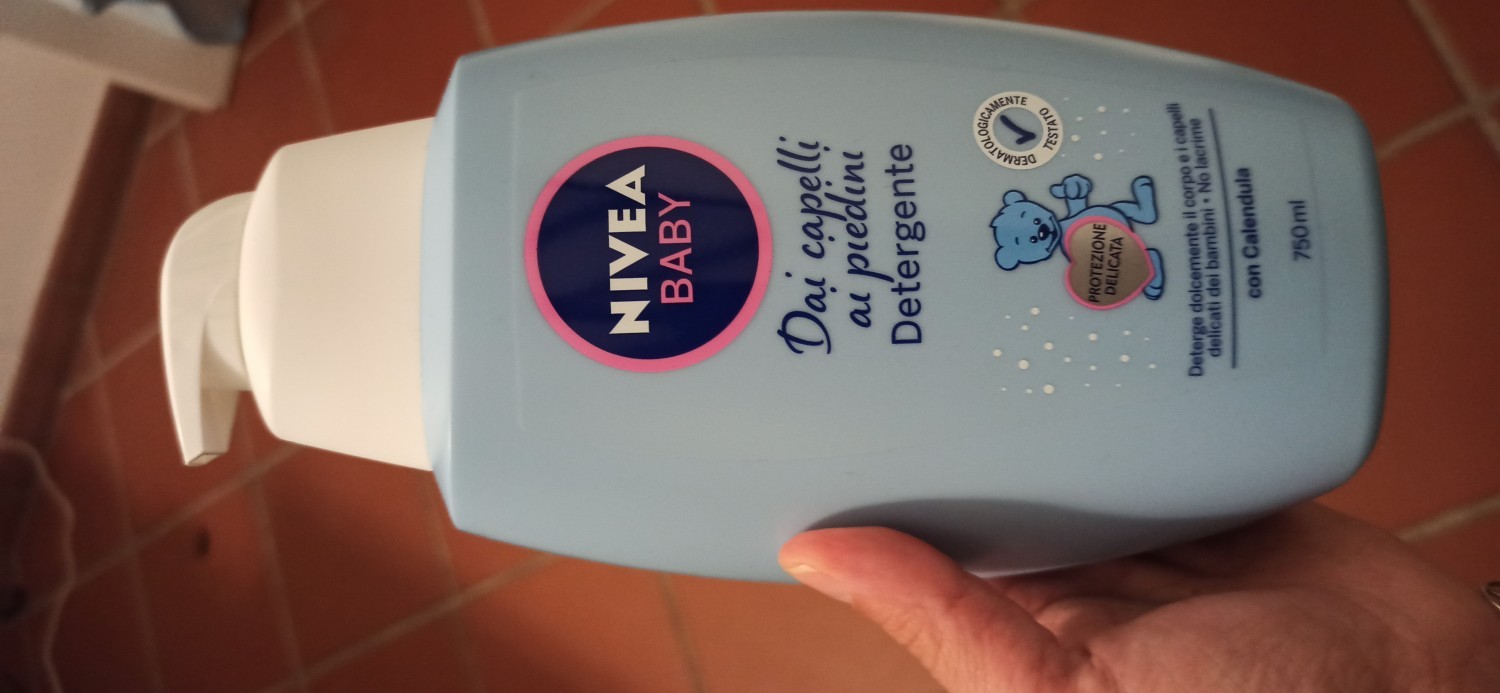 NIVEA
BABY
Dai capelli
ai piedini
Detergente
DERMATOLOGICAMENTE TESTATO
PROTEZIONE
DELICATA
Deterge dolcemente il corpo e i capelli
delicati dei bambini • No lacrime
con Calendula
750ml